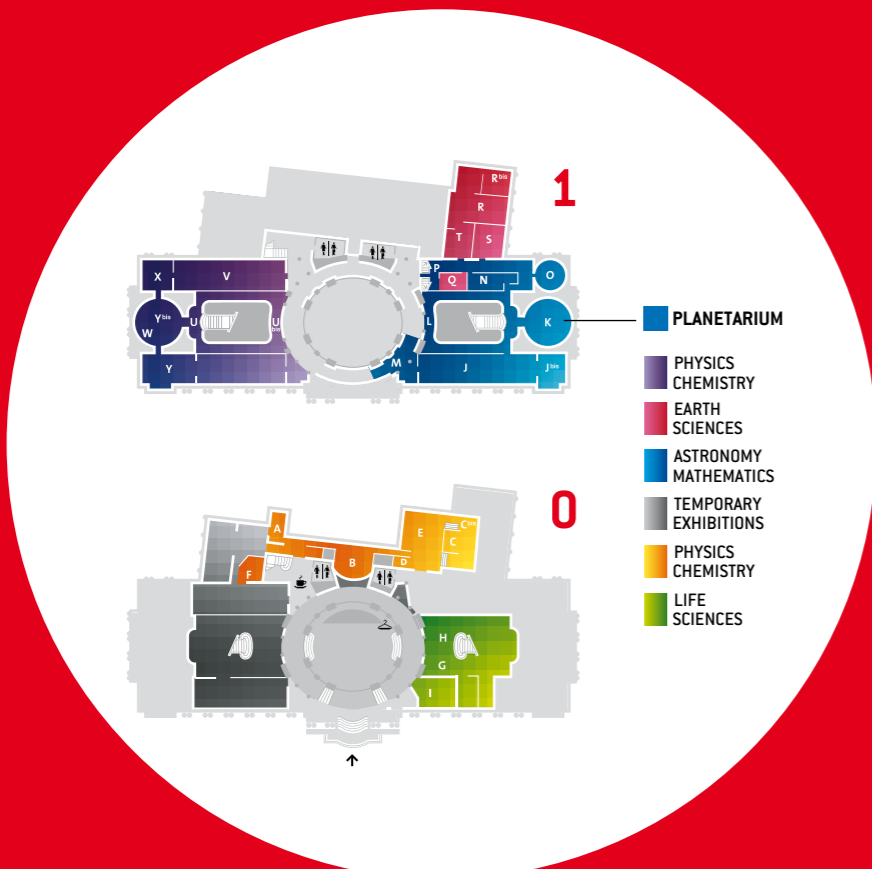 1
R bis
R
T
S
P
X
V
Q
N
O
Y bis
W
U
U bis
L
K
PLANETARIUM
M
Y
J
J bis
PHYSICS
CHEMISTRY
EARTH
SCIENCES
ASTRONOMY
MATHEMATICS
0
TEMPORARY
EXHIBITIONS
A
E
C bis
C
B
D
F
PHYSICS
CHEMISTRY
LIFE
SCIENCES
H
G
I